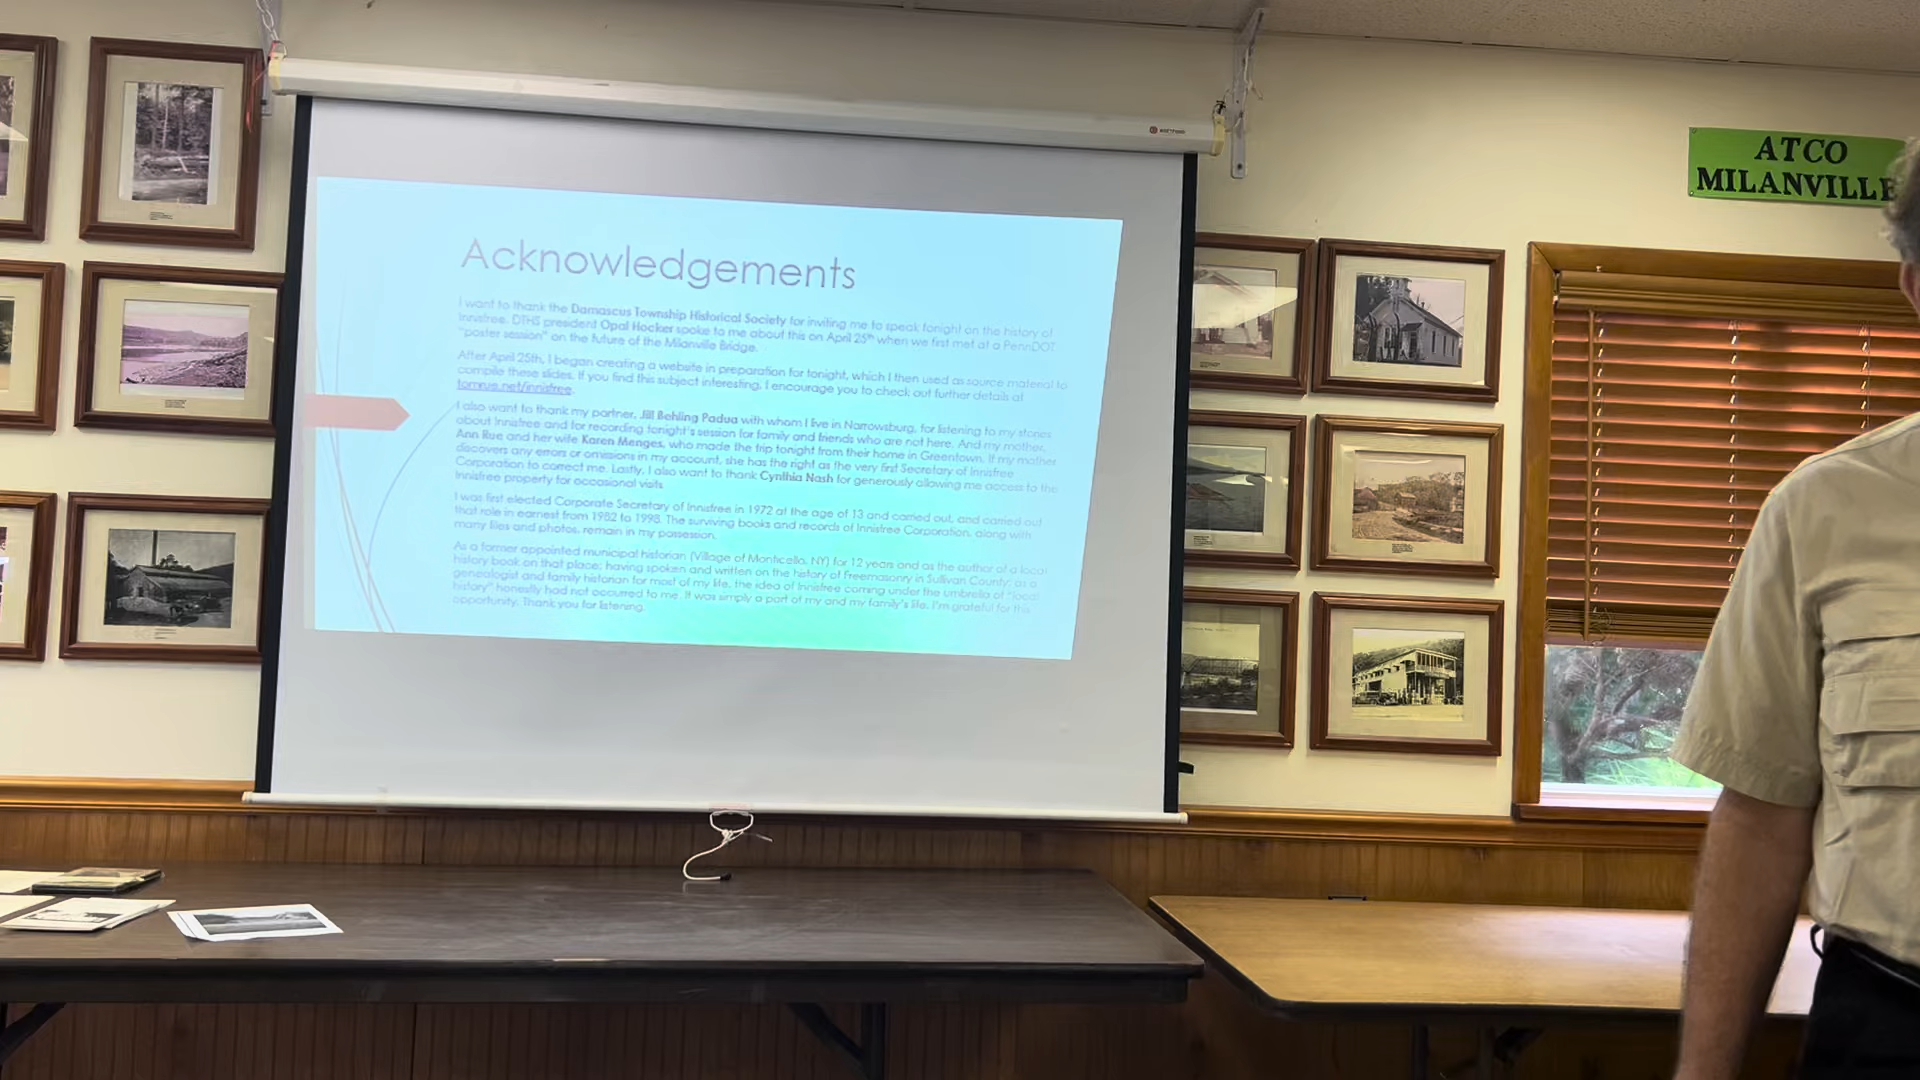 Acknowledgements
I want to thank the Damascus Township Historical Society for inviting me to speak tonight on the history of
Innisfree. DTHS president Opal Hocker spoke to me about this on April 25th when we first met at a PennDOT
"poster session" on the future of the Milanville Bridge.
After April 25th, I began creating a website in preparation for tonight, which I then used as source material to
compile these slides. If you find this subject interesting, I encourage you to check out further details at
tomrue.net/innisfree.
I also want to thank my partner, Jill Behling Padua with whom I live in Narrowsburg, for listening to my stories
about Innisfree and for recording tonight's session for family and friends who are not here. And my mother,
Ann Rue and her wife Karen Menges, who made the trip tonight from their home in Greentown. If my mother
discovers any errors or omissions in my account, she has the right as the very first Secretary of Innisfree
Corporation to correct me. Lastly, I also want to thank Cynthia Nash for generously allowing me access to the
Innisfree property for occasional visits
I was first elected Corporate Secretary of Innisfree in 1972 at the age of 13 and carried out, and carried out
that role in earnest from 1982 to 1998. The surviving books and records of Innisfree Corporation, along with
many files and photos, remain in my possession.
As a former appointed municipal historian (Village of Monticello, NY) for 12 years and as the author of a local
history book on that place; having spoken and written on the history of Freemasonry in Sullivan County; as a
genealogist and family historian for most of my life, the idea of Innisfree coming under the umbrella of "local
history" honestly had not occurred to me. It was simply a part of my and my family's life. I'm grateful for this
opportunity. Thank you for listening.
ATCO
MILANVILLE